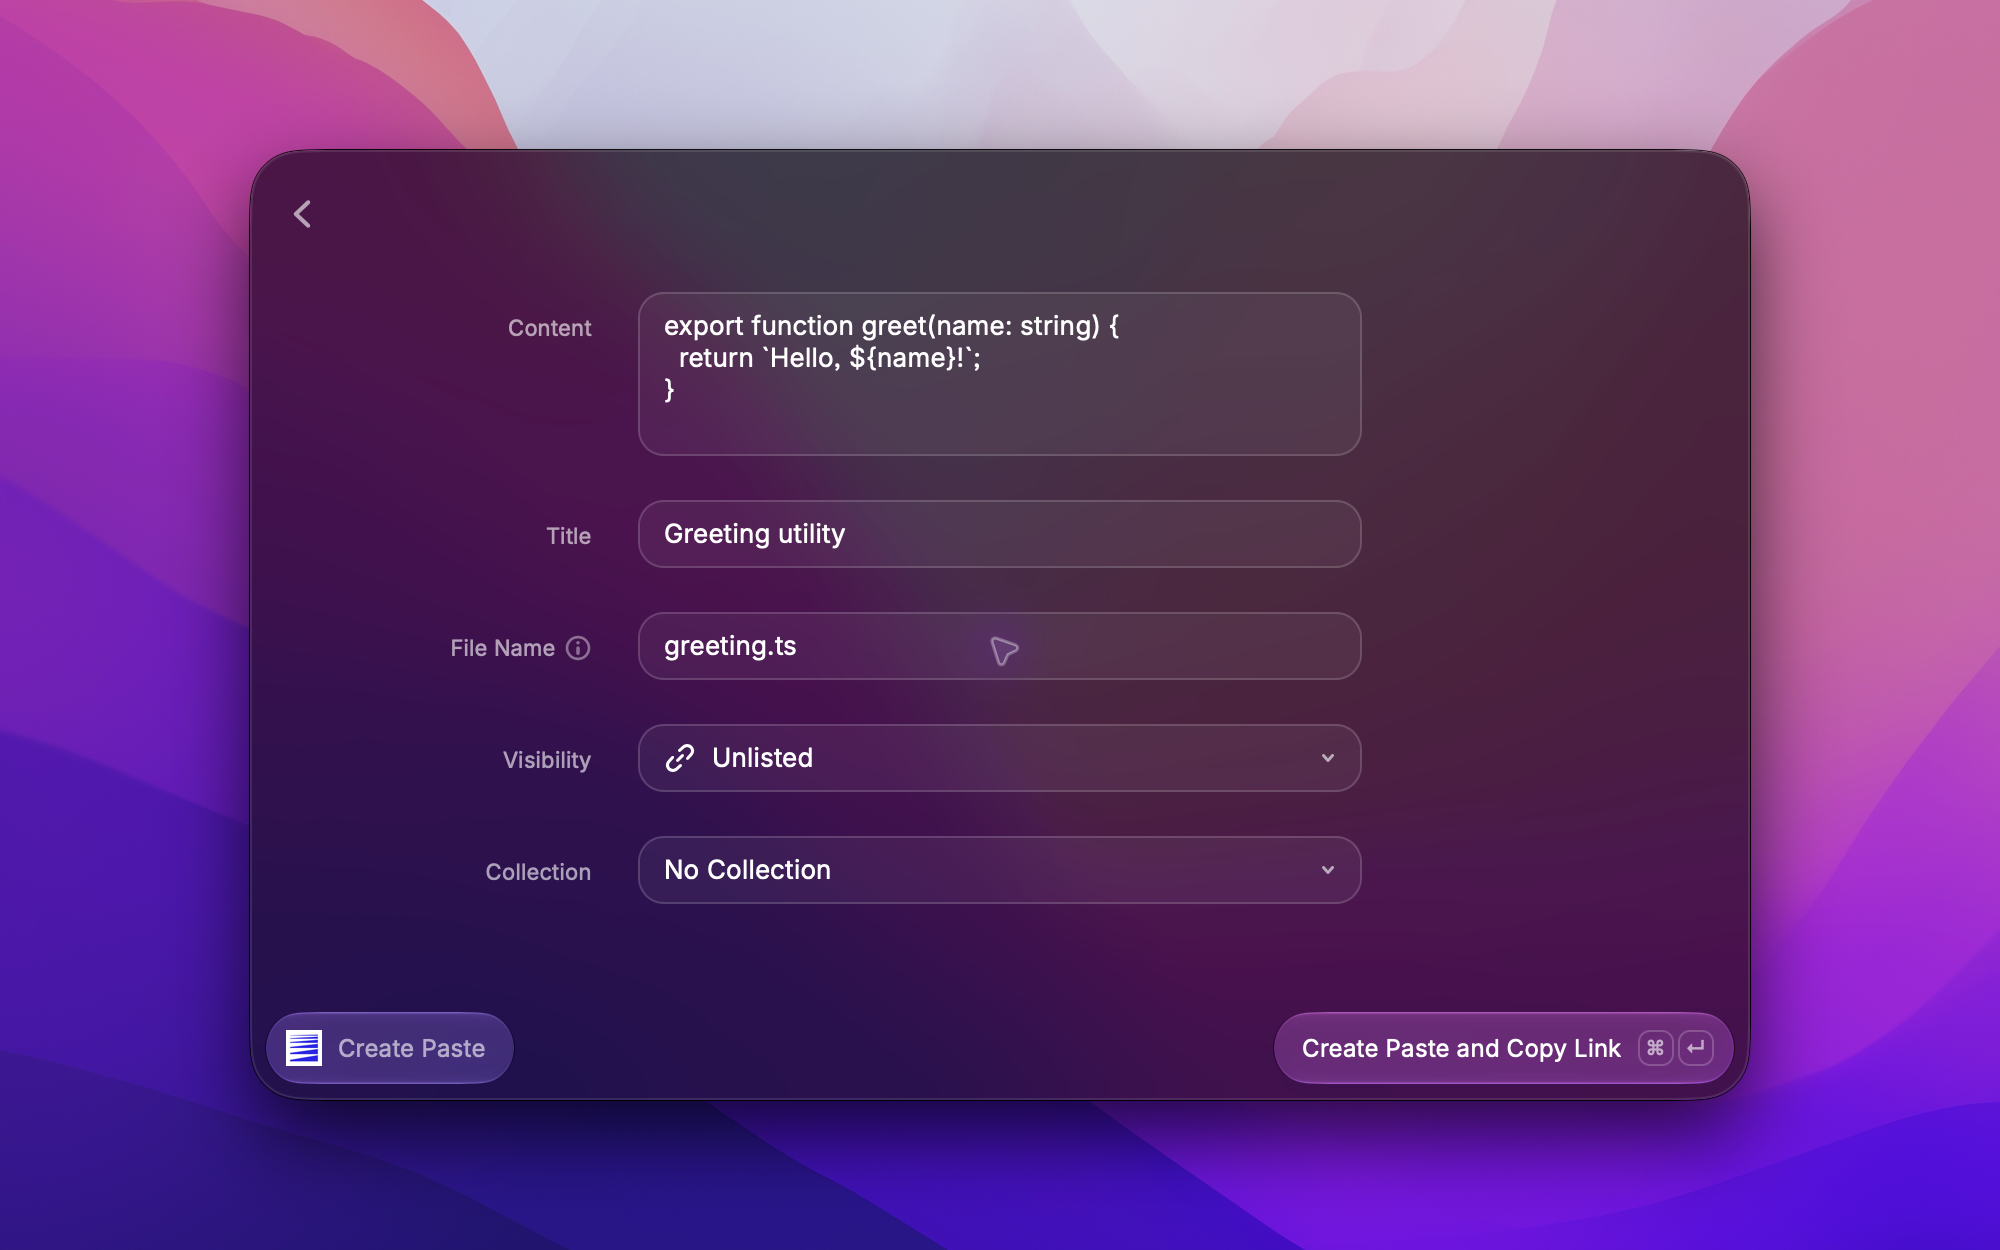 Content
export function greet(name: string) {
  return `Hello, ${name}!`;
}
Title
Greeting utility
File Name
greeting.ts
Visibility
Unlisted
Collection
No Collection
Create Paste
Create Paste and Copy Link ⌘ ↵